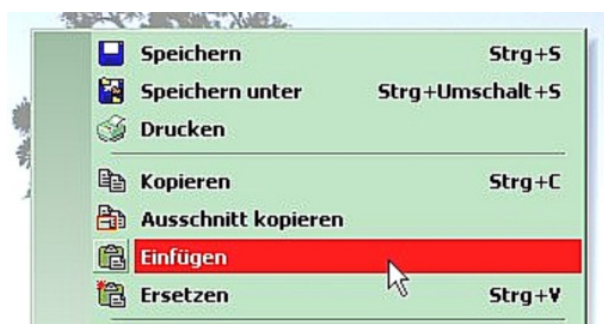 Speichern Strg+S
Speichern unter Strg+Umschalt+S
Drucken
Kopieren Strg+C
Ausschnitt kopieren
Einfügen
Ersetzen Strg+V